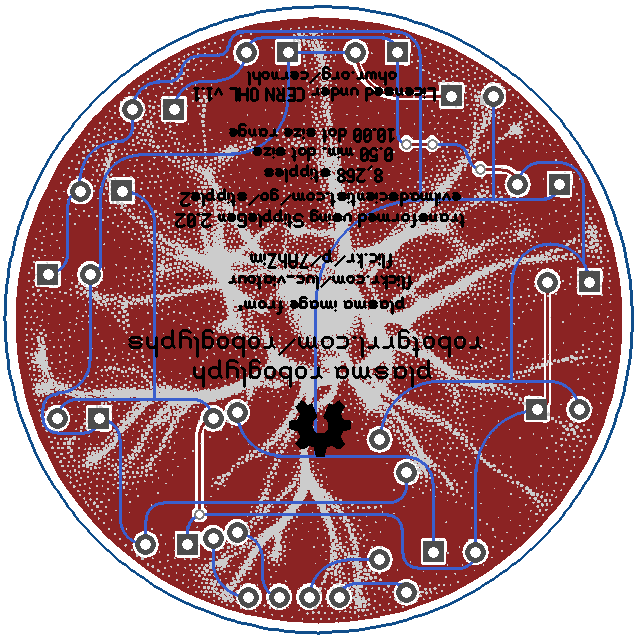 plasma roboglyph
robotgrrl.com/roboglyphs
plasma image from:
flickr.com/luc_viatour
flic.kr/p/7AhZim
transformed using StippleGen 2.02
evilmadscientist.com/go/stipple2
8,268 stipples
0.50 min. dot size
10.00 dot size range
Licensed under CERN OHL v1.1
ohwr.org/cernohl